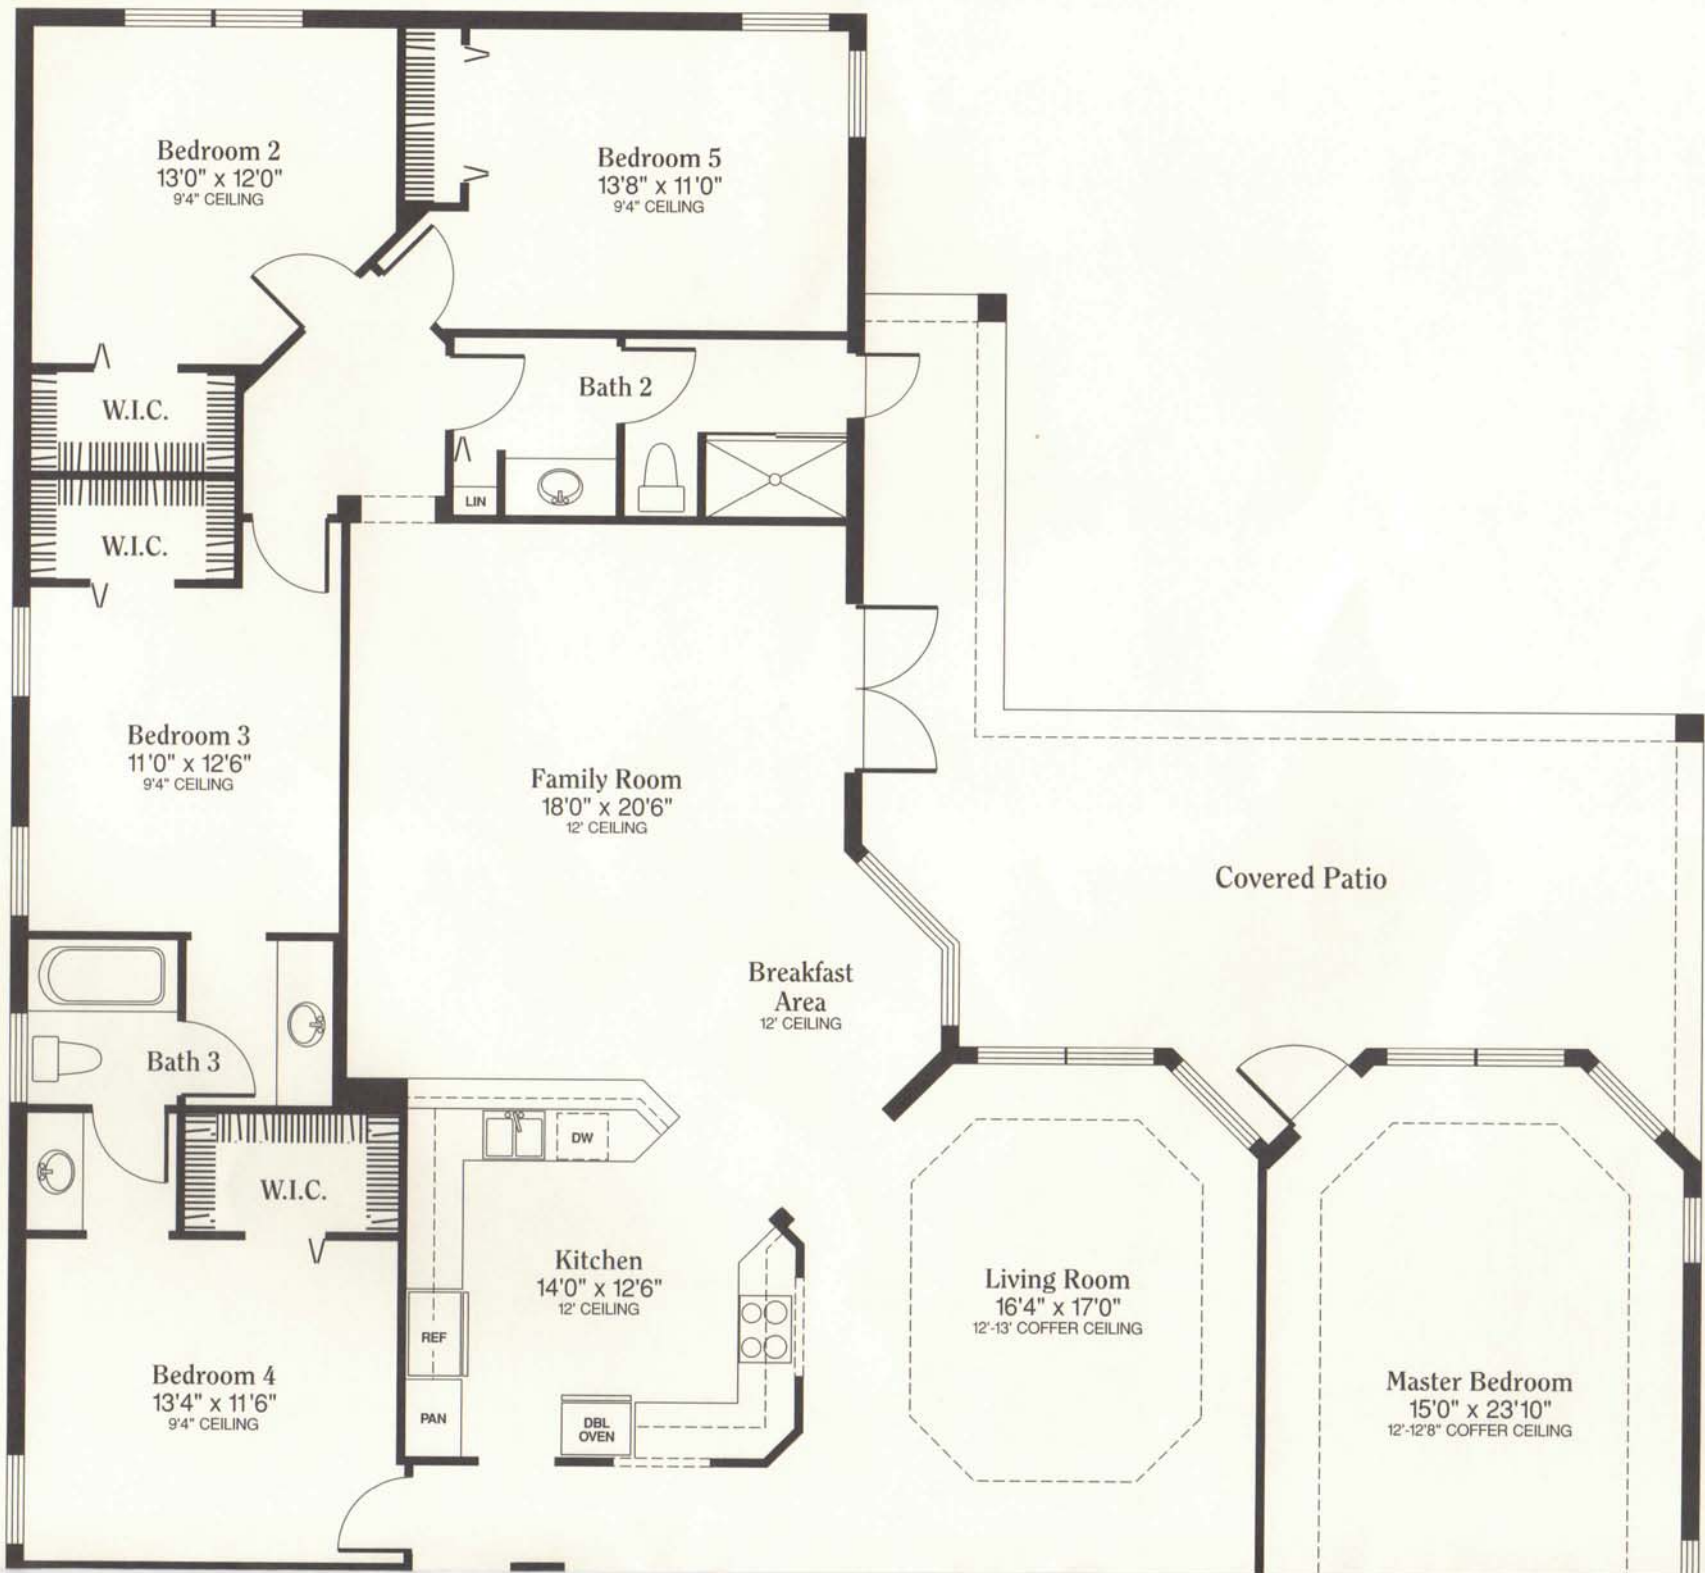 Bedroom 2
13'0" x 12'0"
9'4" CEILING
Bedroom 5
13'8" x 11'0"
9'4" CEILING
Bath 2
W.I.C.
LIN
W.I.C.
Bedroom 3
11'0" x 12'6"
9'4" CEILING
Family Room
18'0" x 20'6"
12' CEILING
Covered Patio
Breakfast
Area
12' CEILING
Bath 3
DW
W.I.C.
Kitchen
14'0" x 12'6"
12' CEILING
Living Room
16'4" x 17'0"
12'-13' COFFER CEILING
REF
Bedroom 4
13'4" x 11'6"
9'4" CEILING
Master Bedroom
15'0" x 23'10"
12'-12'8" COFFER CEILING
PAN
DBL
OVEN